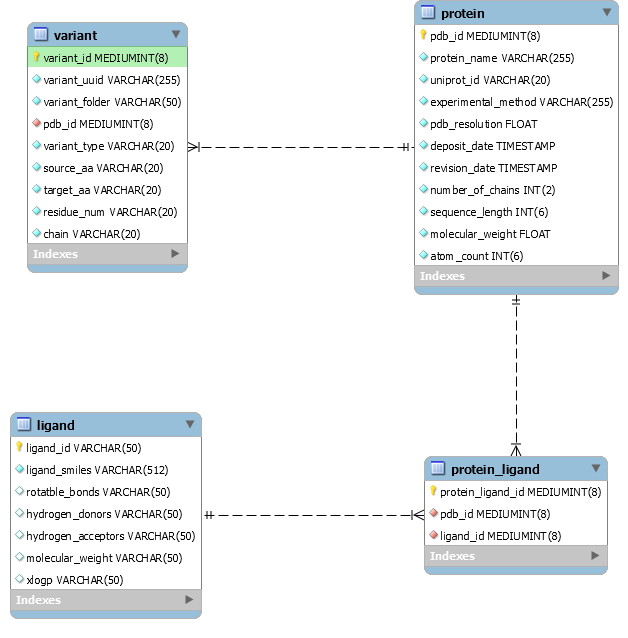 variant
variant_id MEDIUMINT(8)
variant_uuid VARCHAR(255)
variant_folder VARCHAR(50)
pdb_id MEDIUMINT(8)
variant_type VARCHAR(20)
source_aa VARCHAR(20)
target_aa VARCHAR(20)
residue_num VARCHAR(20)
chain VARCHAR(20)
Indexes
protein
pdb_id MEDIUMINT(8)
protein_name VARCHAR(255)
uniprot_id VARCHAR(20)
experimental_method VARCHAR(255)
pdb_resolution FLOAT
deposit_date TIMESTAMP
revision_date TIMESTAMP
number_of_chains INT(2)
sequence_length INT(6)
molecular_weight FLOAT
atom_count INT(6)
Indexes
ligand
ligand_id VARCHAR(50)
ligand_smiles VARCHAR(512)
rotatble_bonds VARCHAR(50)
hydrogen_donors VARCHAR(50)
hydrogen_acceptors VARCHAR(50)
molecular_weight VARCHAR(50)
xlogp VARCHAR(50)
Indexes
protein_ligand
protein_ligand_id MEDIUMINT(8)
pdb_id MEDIUMINT(8)
ligand_id MEDIUMINT(8)
Indexes